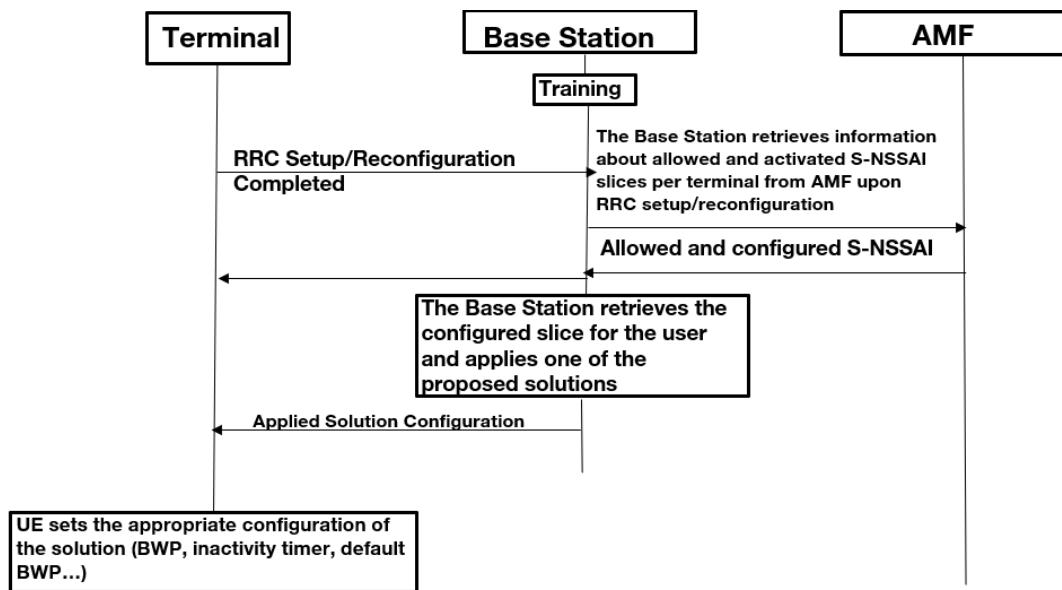 Terminal
Base Station
AMF
Training
RRC Setup/Reconfiguration
Completed
The Base Station retrieves information
about allowed and activated S-NSSAI
slices per terminal from AMF upon
RRC setup/reconfiguration
Allowed and configured S-NSSAI
The Base Station retrieves the
configured slice for the user
and applies one of the
proposed solutions
Applied Solution Configuration
UE sets the appropriate configuration of
the solution (BWP, inactivity timer, default
BWP...)